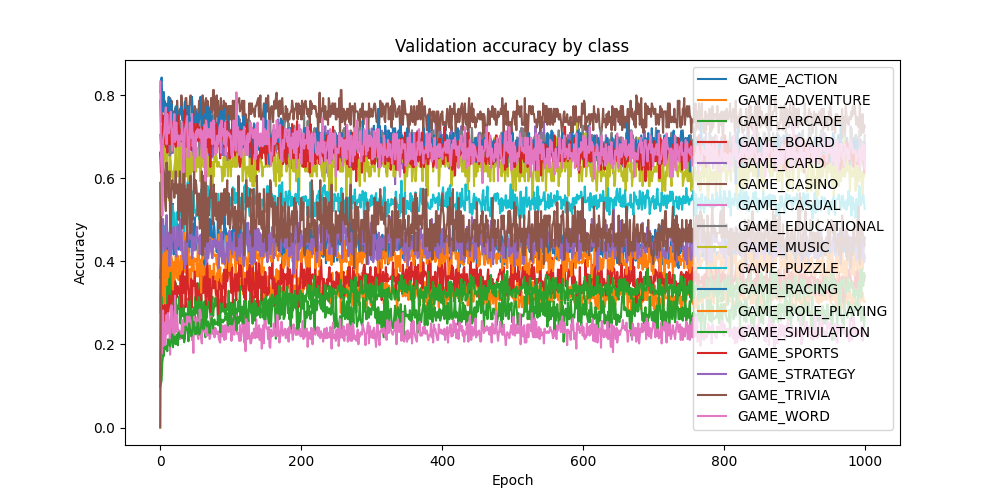 Validation accuracy by class
Accuracy
0.8
0.6
0.4
0.2
0.0
GAME_ACTION
GAME_ADVENTURE
GAME_ARCADE
GAME_BOARD
GAME_CARD
GAME_CASINO
GAME_CASUAL
GAME_EDUCATIONAL
GAME_MUSIC
GAME_PUZZLE
GAME_RACING
GAME_ROLE_PLAYING
GAME_SIMULATION
GAME_SPORTS
GAME_STRATEGY
GAME_TRIVIA
GAME_WORD
0 200 400 600 800 1000
Epoch